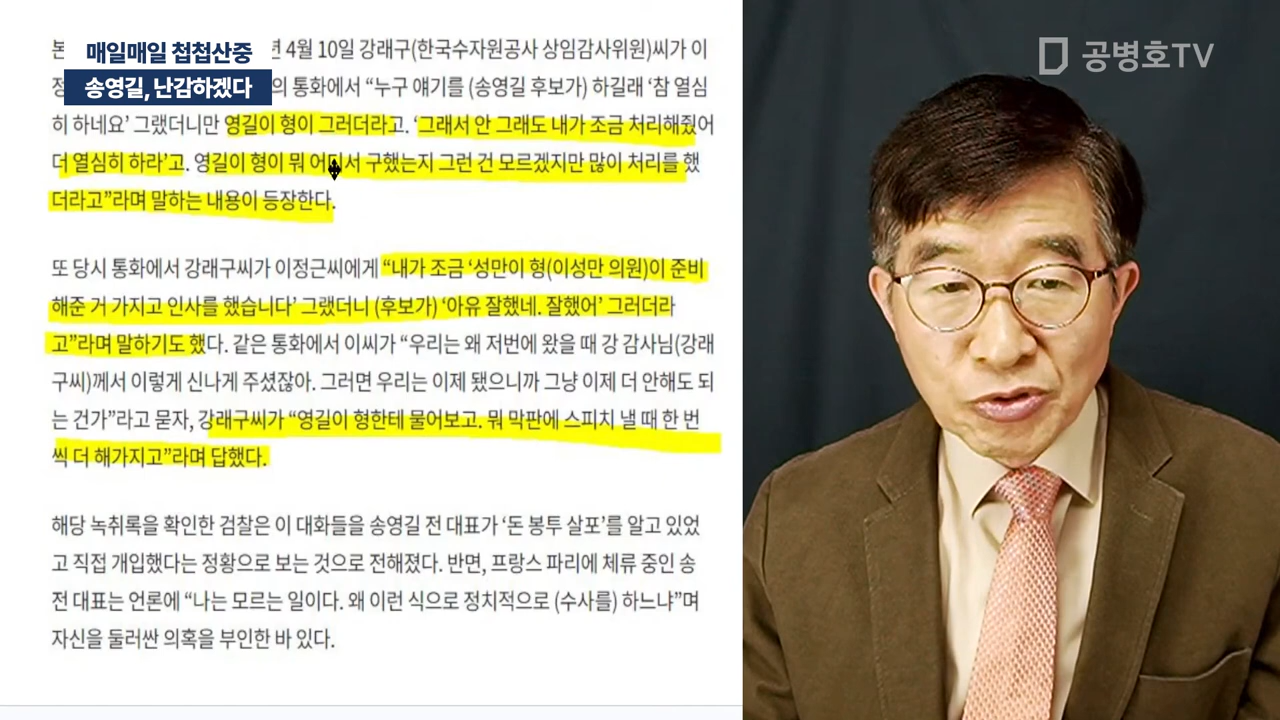 매일매일 첩첩산중
송영길, 난감하겠다
공병호TV
본 년 4월 10일 강래구(한국수자원공사 상임감사위원)씨가 이
정 의 통화에서 “누구 얘기를 (송영길 후보가) 하길래 ‘참 열심
히 하네요’ 그랬더니만 영길이 형이 그러더라고. ‘그래서 안 그래도 내가 조금 처리해줬어
더 열심히 하라’고. 영길이 형이 뭐 어디서 구했는지 그런 건 모르겠지만 많이 처리를 했
더라고”라며 말하는 내용이 등장한다.
또 당시 통화에서 강래구씨가 이정근씨에게 “내가 조금 ‘성만이 형(이성만 의원)이 준비
해준 거 가지고 인사를 했습니다’ 그랬더니 (후보가) ‘아유 잘했네. 잘했어’ 그러더라
고”라며 말하기도 했다. 같은 통화에서 이씨가 “우리는 왜 저번에 왔을 때 강 감사님(강래
구씨)께서 이렇게 신나게 주셨잖아. 그러면 우리는 이제 됐으니까 그냥 이제 더 안해도 되
는 건가”라고 묻자, 강래구씨가 “영길이 형한테 물어보고. 뭐 막판에 스피치 낼 때 한 번
씩 더 해가지고”라며 답했다.
해당 녹취록을 확인한 검찰은 이 대화들을 송영길 전 대표가 ‘돈 봉투 살포’를 알고 있었
고 직접 개입했다는 정황으로 보는 것으로 전해졌다. 반면, 프랑스 파리에 체류 중인 송
전 대표는 언론에 “나는 모르는 일이다. 왜 이런 식으로 정치적으로 (수사를) 하느냐”며
자신을 둘러싼 의혹을 부인한 바 있다.